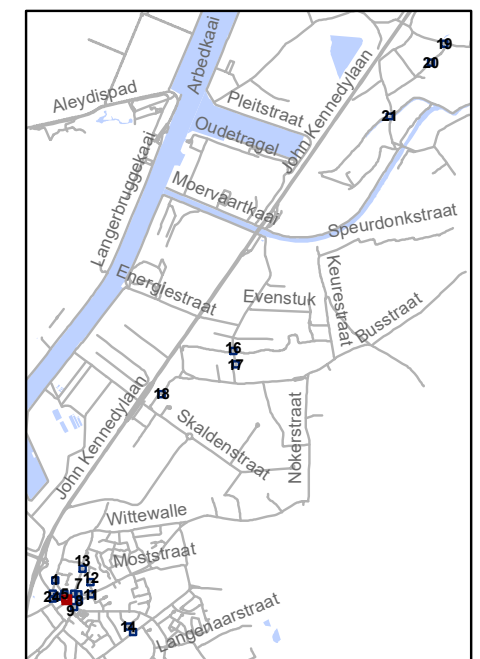 Arbedkaai
19
20
Aleydispad
Pleitstraat
John Kennedylaan
21
Oudetragel
Langerbruggekaai
Moervaartkaai
Speurdonkstraat
Energiestraat
Evenstuk
Keurestraat
Busstraat
16
17
18
John Kennedylaan
Skaldenstraat
Nokerstraat
Wittewalle
Moststraat
13
7
12
11
9
14
Langenaarstraat